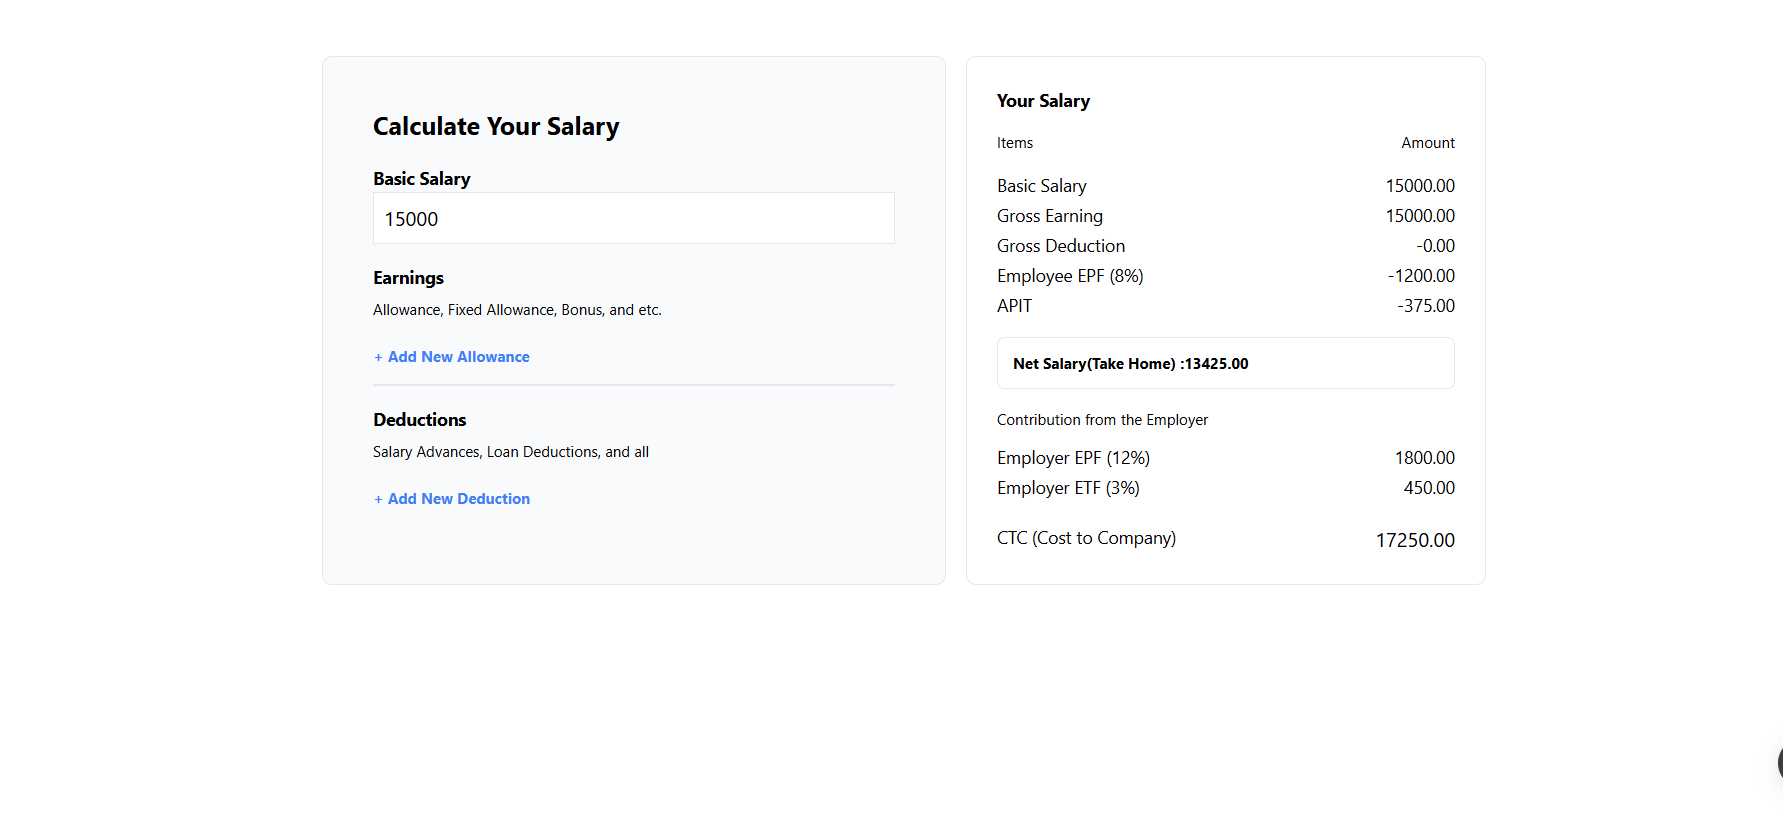 Calculate Your Salary
Basic Salary
15000
Earnings
Allowance, Fixed Allowance, Bonus, and etc.
+ Add New Allowance
Deductions
Salary Advances, Loan Deductions, and all
+ Add New Deduction
Your Salary
Items Amount
Basic Salary 15000.00
Gross Earning 15000.00
Gross Deduction -0.00
Employee EPF (8%) -1200.00
APIT -375.00
Net Salary(Take Home) :13425.00
Contribution from the Employer
Employer EPF (12%) 1800.00
Employer ETF (3%) 450.00
CTC (Cost to Company) 17250.00